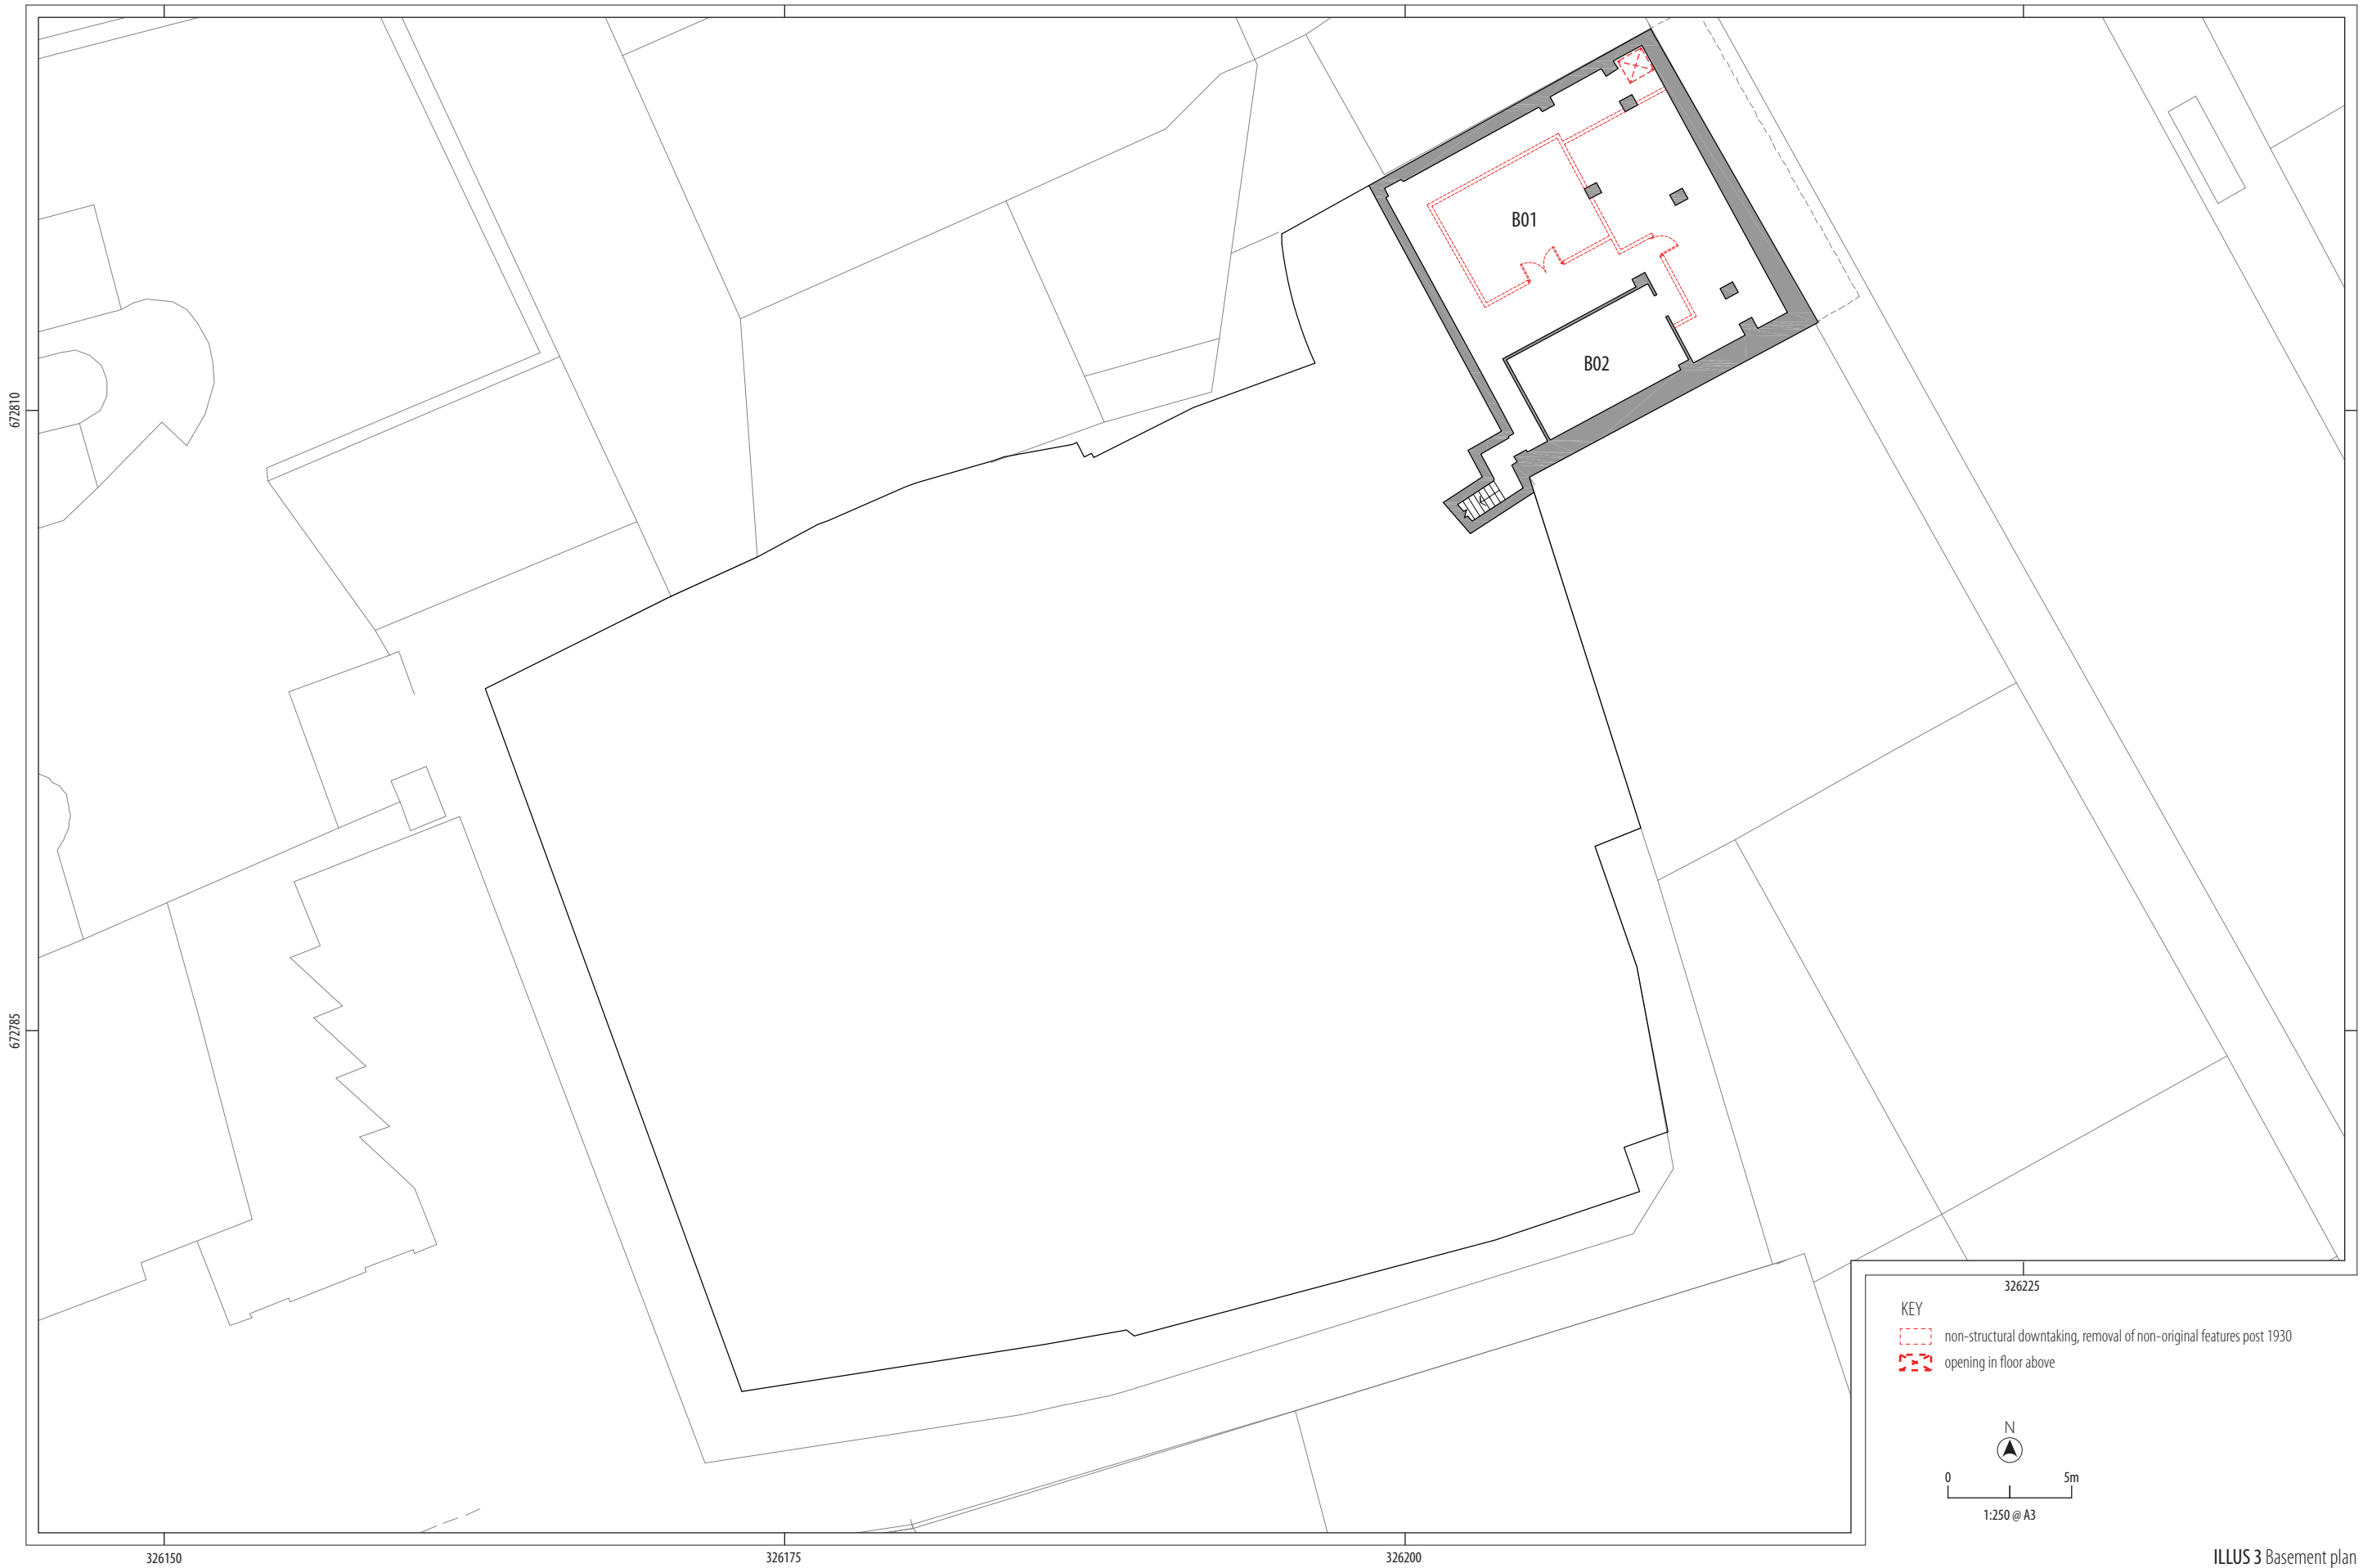 B01
B02
672810
672785
326225
KEY
non-structural downtaking, removal of non-original features post 1930
opening in floor above
N
0 5m
1:250 @ A3
326150 326175 326200
ILLUS 3 Basement plan